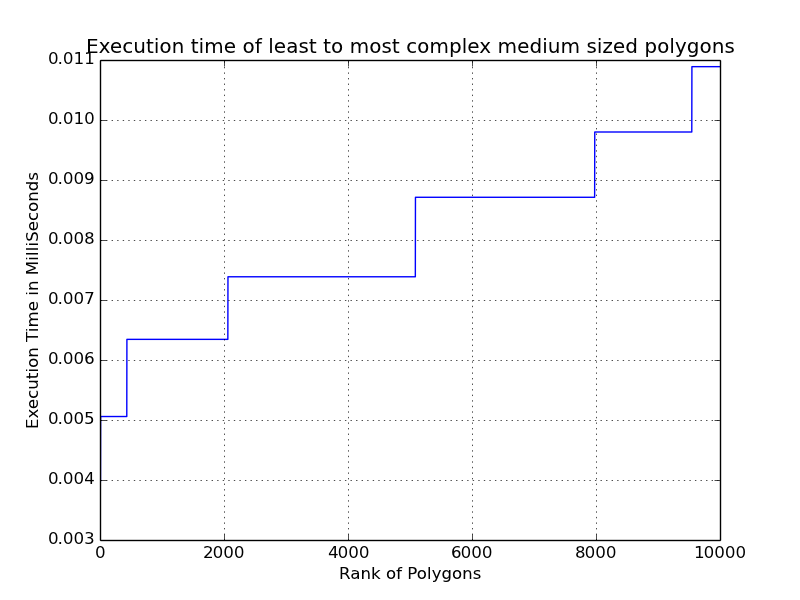 Execution time of least to most complex medium sized polygons
0.011
0.010
0.009
0.008
0.007
0.006
0.005
0.004
0.003
Execution Time in MilliSeconds
0 2000 4000 6000 8000 10000
Rank of Polygons